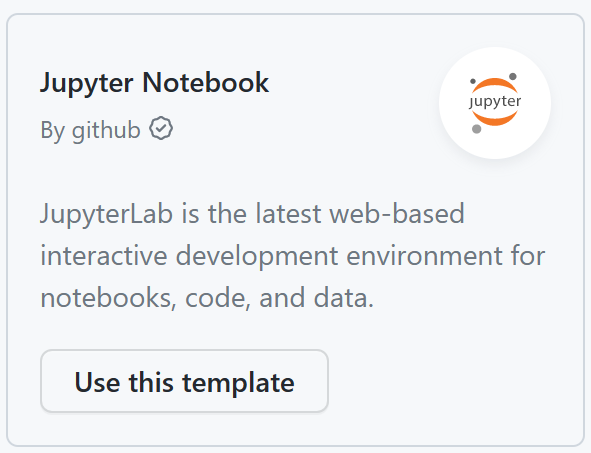 Jupyter Notebook
By github
jupyter
JupyterLab is the latest web-based
interactive development environment for
notebooks, code, and data.
Use this template